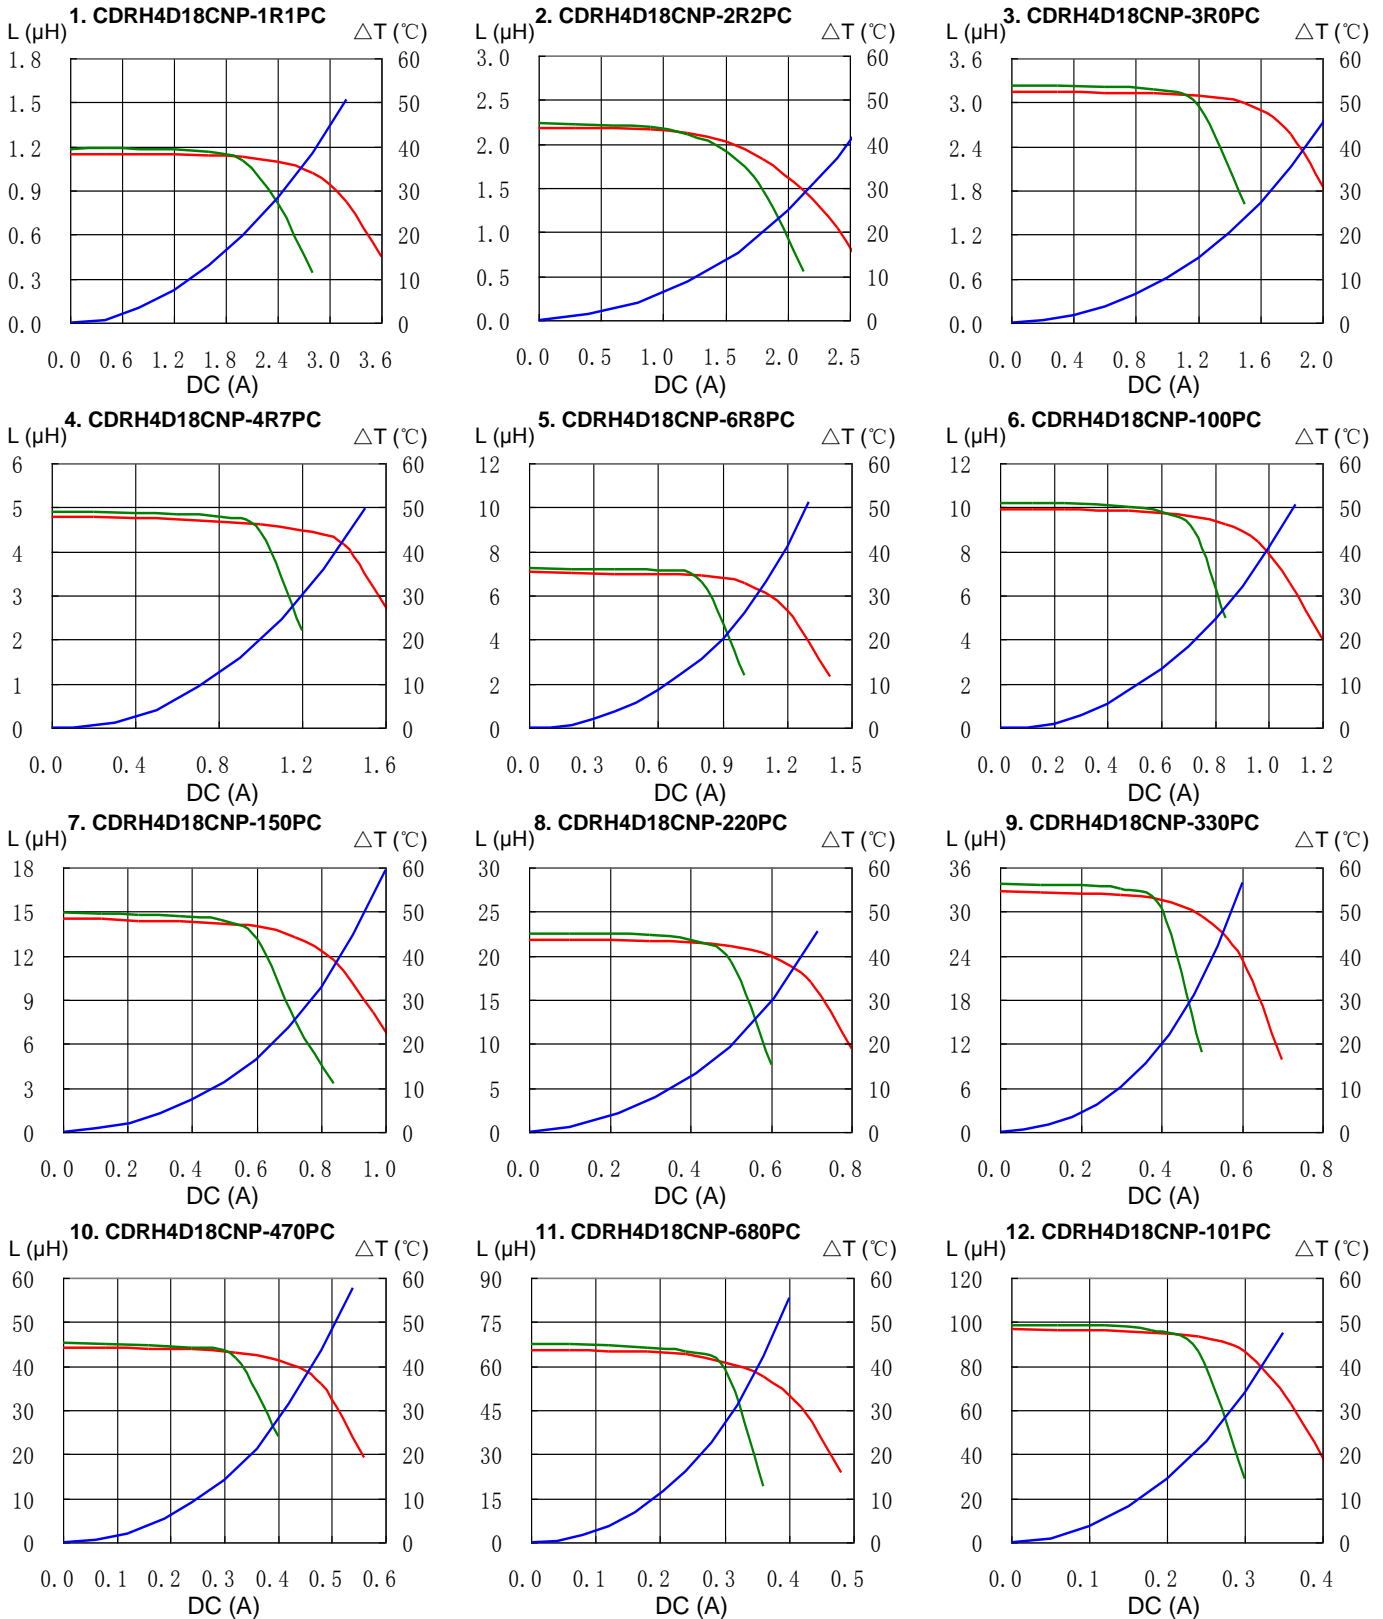 1. CDRH4D18CNP-1R1PC
L (μH)
△T (℃)
1.8
1.5
1.2
0.9
0.6
0.3
0.0
60
50
40
30
20
10
0
0.0 0.6 1.2 1.8 2.4 3.0 3.6
DC (A)
2. CDRH4D18CNP-2R2PC
L (μH)
△T (℃)
3.0
2.5
2.0
1.5
1.0
0.5
0.0
60
50
40
30
20
10
0
0.0 0.5 1.0 1.5 2.0 2.5
DC (A)
3. CDRH4D18CNP-3R0PC
L (μH)
△T (℃)
3.6
3.0
2.4
1.8
1.2
0.6
0.0
60
50
40
30
20
10
0
0.0 0.4 0.8 1.2 1.6 2.0
DC (A)
4. CDRH4D18CNP-4R7PC
L (μH)
△T (℃)
6
5
4
3
2
1
0
60
50
40
30
20
10
0
0.0 0.4 0.8 1.2 1.6
DC (A)
5. CDRH4D18CNP-6R8PC
L (μH)
△T (℃)
12
10
8
6
4
2
0
60
50
40
30
20
10
0
0.0 0.3 0.6 0.9 1.2 1.5
DC (A)
6. CDRH4D18CNP-100PC
L (μH)
△T (℃)
12
10
8
6
4
2
0
60
50
40
30
20
10
0
0.0 0.2 0.4 0.6 0.8 1.0 1.2
DC (A)
7. CDRH4D18CNP-150PC
L (μH)
△T (℃)
18
15
12
9
6
3
0
60
50
40
30
20
10
0
0.0 0.2 0.4 0.6 0.8 1.0
DC (A)
8. CDRH4D18CNP-220PC
L (μH)
△T (℃)
30
25
20
15
10
5
0
60
50
40
30
20
10
0
0.0 0.2 0.4 0.6 0.8
DC (A)
9. CDRH4D18CNP-330PC
L (μH)
△T (℃)
36
30
24
18
12
6
0
60
50
40
30
20
10
0
0.0 0.2 0.4 0.6 0.8
DC (A)
10. CDRH4D18CNP-470PC
L (μH)
△T (℃)
60
50
40
30
20
10
0
60
50
40
30
20
10
0
0.0 0.1 0.2 0.3 0.4 0.5 0.6
DC (A)
11. CDRH4D18CNP-680PC
L (μH)
△T (℃)
90
75
60
45
30
15
0
60
50
40
30
20
10
0
0.0 0.1 0.2 0.3 0.4 0.5
DC (A)
12. CDRH4D18CNP-101PC
L (μH)
△T (℃)
120
100
80
60
40
20
0
60
50
40
30
20
10
0
0.0 0.1 0.2 0.3 0.4
DC (A)